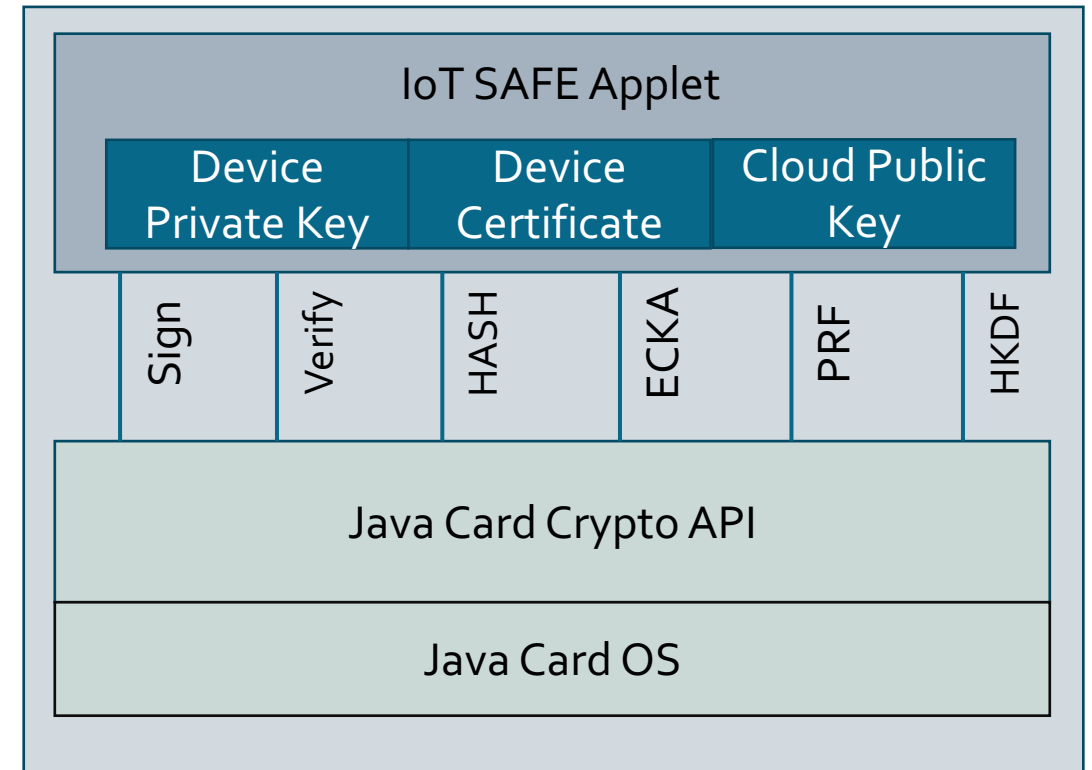 IoT SAFE Applet
Device
Private Key
Device
Certificate
Cloud Public
Key
Sign
Verify
HASH
ECKA
PRF
HKDF
Java Card Crypto API
Java Card OS